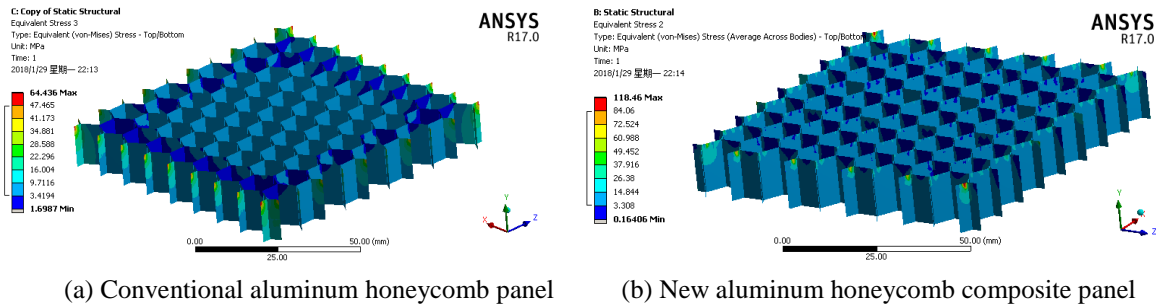 C: Copy of Static Structural
Equivalent Stress 3
Type: Equivalent (von-Mises) Stress - Top/Bottom
Unit: MPa
Time: 1
2018/1/29 星期一 22:13
64.436 Max
47.465
41.173
34.881
28.588
22.296
16.004
9.7116
3.4194
1.6987 Min
ANSYS
R17.0
Y
X
Z
0.00
50.00 (mm)
25.00
(a) Conventional aluminum honeycomb panel
B: Static Structural
Equivalent Stress 2
Type: Equivalent (von-Mises) Stress (Average Across Bodies) - Top/Bottom
Unit: MPa
Time: 1
2018/1/29 星期一 22:14
118.46 Max
84.06
72.524
60.988
49.452
37.916
26.38
14.844
3.308
0.16406 Min
ANSYS
R17.0
Y
X
Z
0.00
50.00 (mm)
25.00
(b) New aluminum honeycomb composite panel